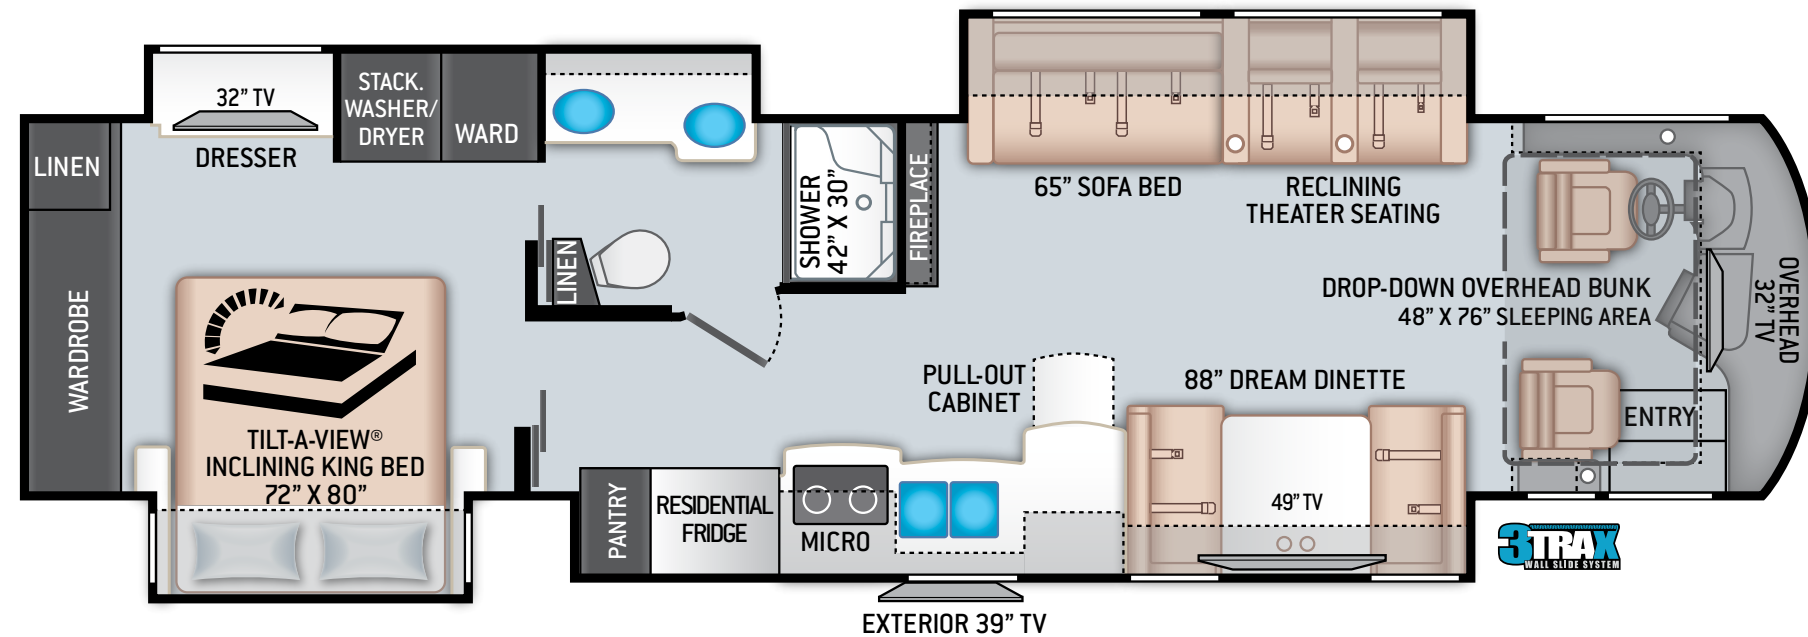 32” TV
DRESSER
STACK.
WASHER/
DRYER
WARD
LINEN
WARDROBE
TILT-A-VIEW®
INCLINING KING BED
72” X 80”
LINEN
SHOWER
42” X 30”
FIREPLACE
65” SOFA BED
RECLINING
THEATER SEATING
DROP-DOWN OVERHEAD BUNK
48” X 76” SLEEPING AREA
OVERHEAD
32” TV
ENTRY
PULL-OUT
CABINET
88” DREAM DINETTE
49” TV
PANTRY
RESIDENTIAL
FRIDGE
MICRO
EXTERIOR 39” TV
3TRAX
WALL SLIDE SYSTEM